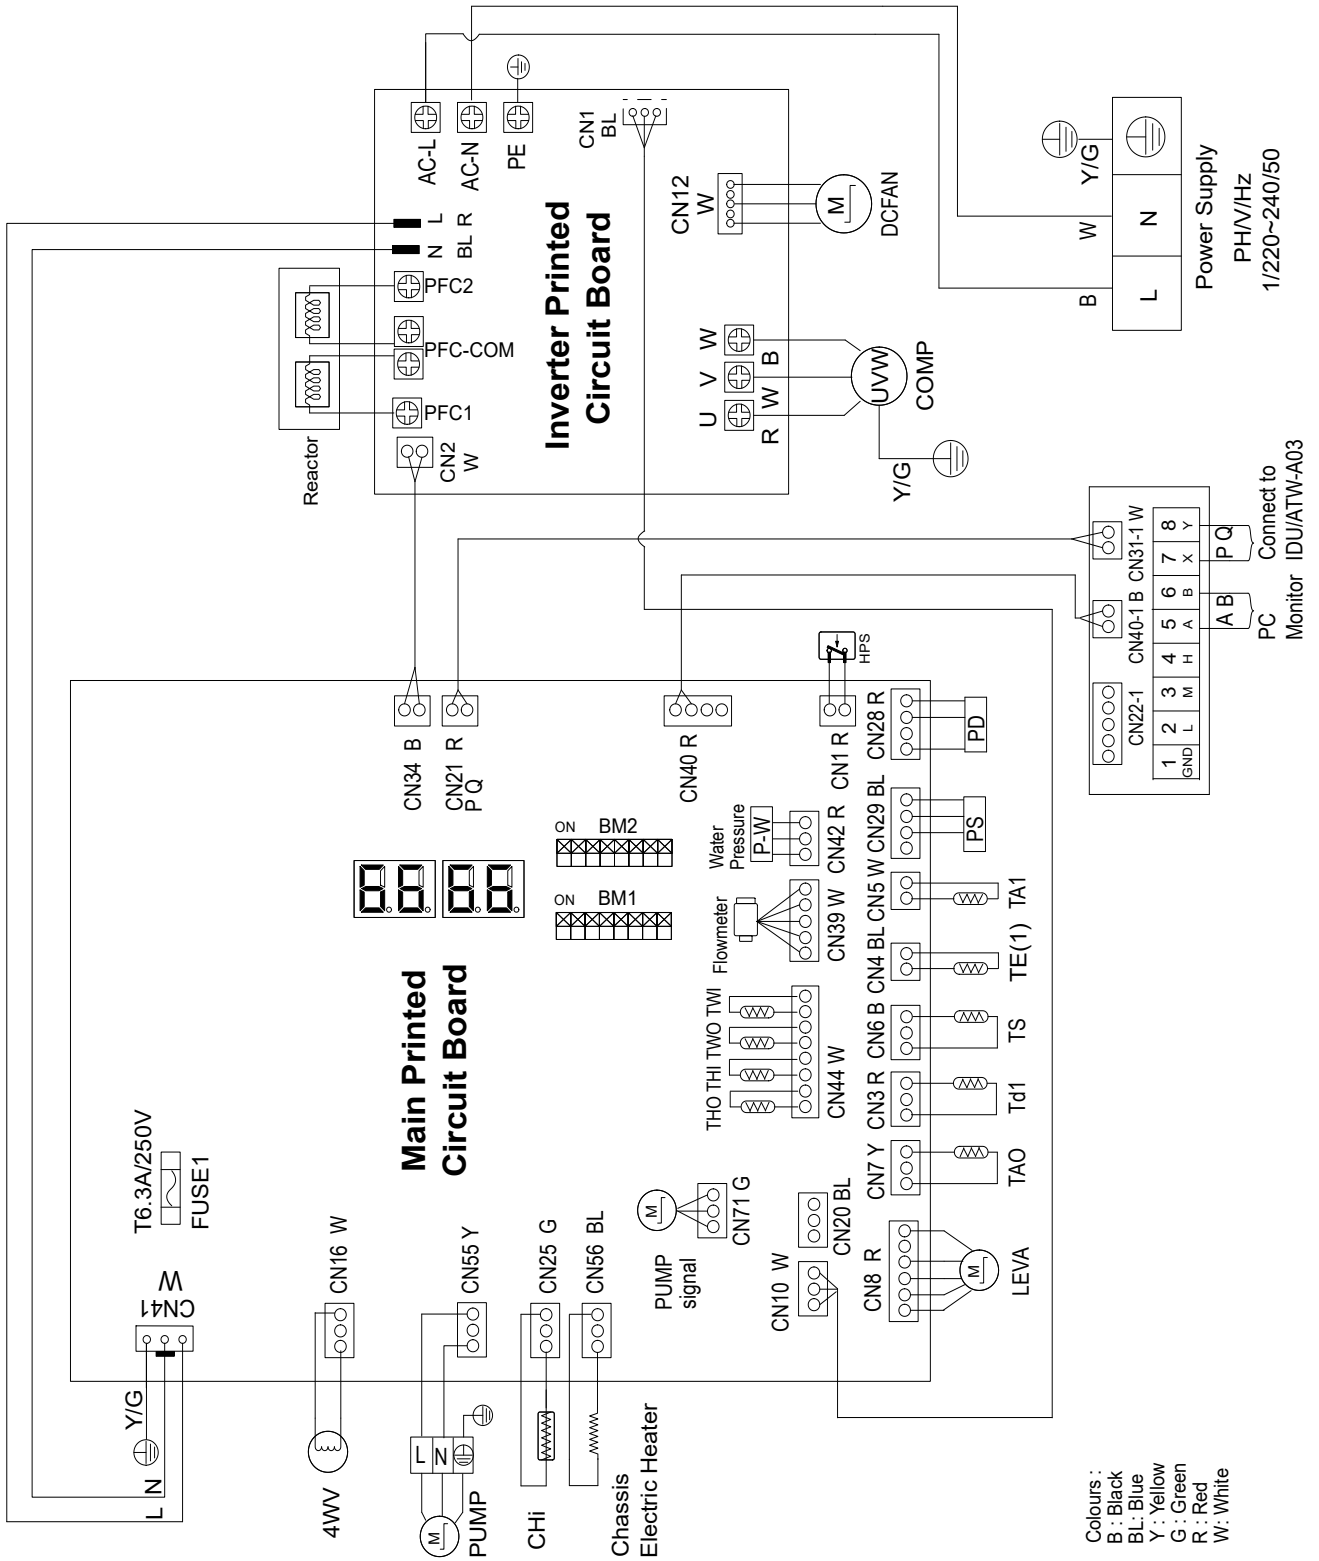 AC-L
AC-N
PE
L R
N BL
CN1
BL
CN12
W
M
DCFAN
PFC2
PFC-COM
PFC1
Reactor
CN2
W
Inverter Printed
Circuit Board
U V W
R W B
UVW
COMP
Y/G
Y/G
W
B
L N
Power Supply
PH/V/Hz
1/220~240/50
CN22-1
CN40-1 B
CN31-1 W
1 2 3 4 5 6 7 8
GND L M H A B X Y
A B
P Q
PC
Monitor
Connect to
IDU/ATW-A03
CN34 B
CN21 R
P Q
CN40 R
CN1 R
HPS
CN28 R
PD
CN29 BL
PS
CN42 R
P-W
Water
Pressure
Flowmeter
CN39 W
CN5 W
TA1
CN4 BL
TE(1)
CN6 B
TS
CN3 R
Td1
CN7 Y
TAO
THO THI TWO TWI
CN44 W
ON BM2
ON BM1
88.88.
Main Printed
Circuit Board
T6.3A/250V
FUSE1
W
CN41
Y/G
L N
CN16 W
4WV
CN55 Y
L N
M
PUMP
CN25 G
CHi
CN56 BL
Chassis
Electric Heater
M
PUMP
signal
CN71 G
CN20 BL
CN10 W
CN8 R
M
LEVA
Colours :
B : Black
BL: Blue
Y : Yellow
G : Green
R : Red
W: White